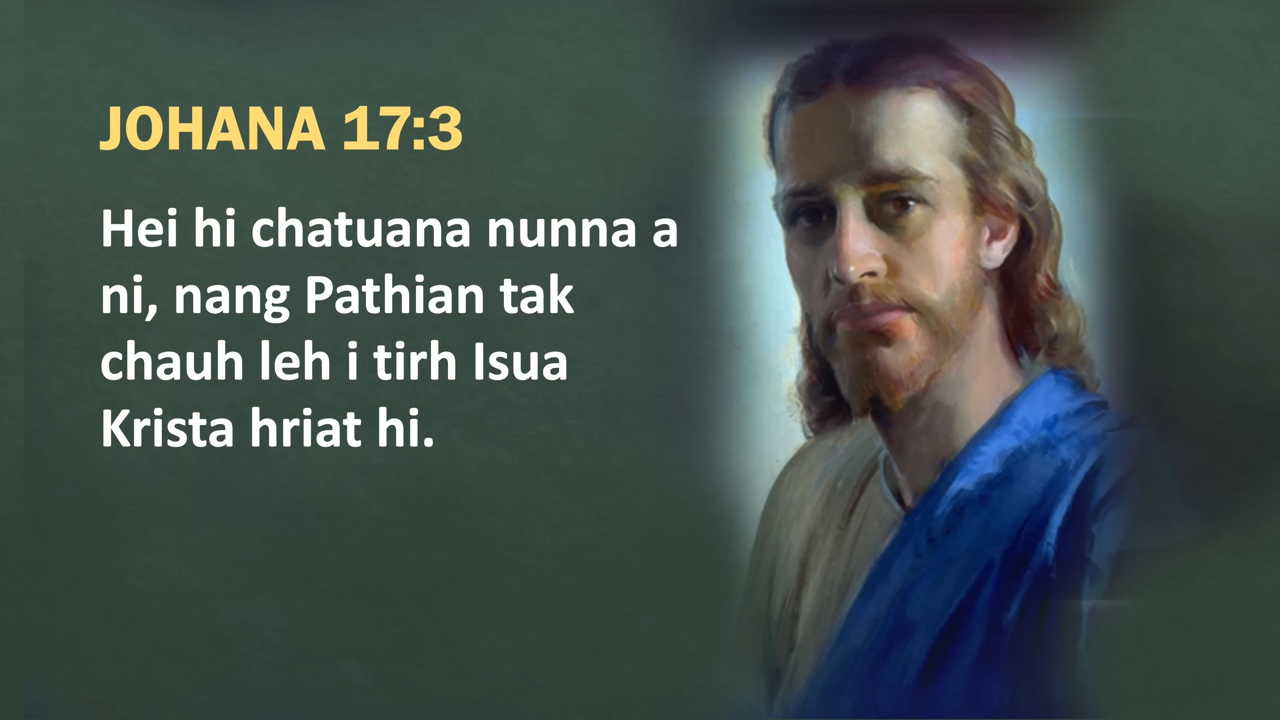 JOHANA 17:3
Hei hi chatuana nunna a
ni, nang Pathian tak
chauh leh i tirh Isua
Krista hriat hi.